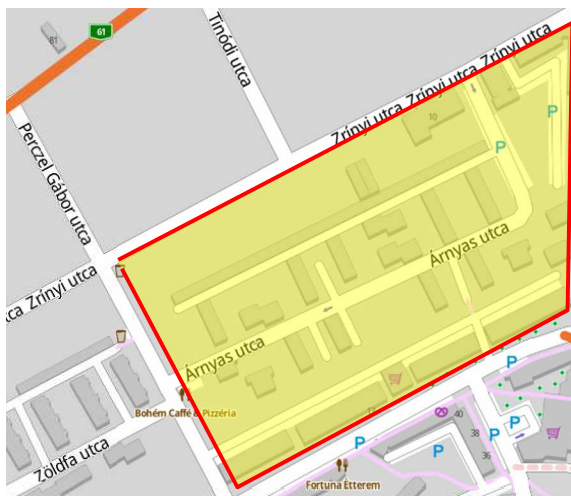 61
61
Tinódi utca
Zrínyi utca Zrínyi utca Zrínyi utca
10
P
P
Perczel Gábor utca
Árnyas utca
Zrínyi utca
Árnyas utca
Bohém Caffé & Pizzéria
40
38
36
P
P
P
P
P
Zöldfa utca
Fortuna Étterem